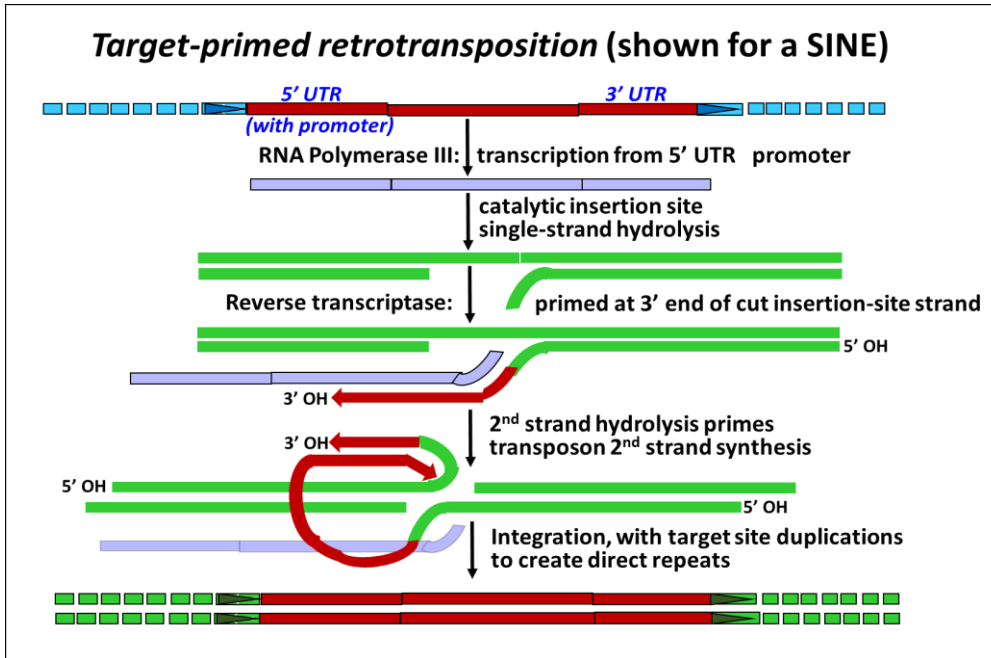 Target-primed retrotransposition (shown for a SINE)
5’ UTR
3’ UTR
(with promoter)
RNA Polymerase III:
transcription from 5’ UTR promoter
catalytic insertion site
single-strand hydrolysis
Reverse transcriptase:
primed at 3’ end of cut insertion-site strand
5’ OH
3’ OH
2nd strand hydrolysis primes
transposon 2nd strand synthesis
3’ OH
5’ OH
5’ OH
Integration, with target site duplications
to create direct repeats